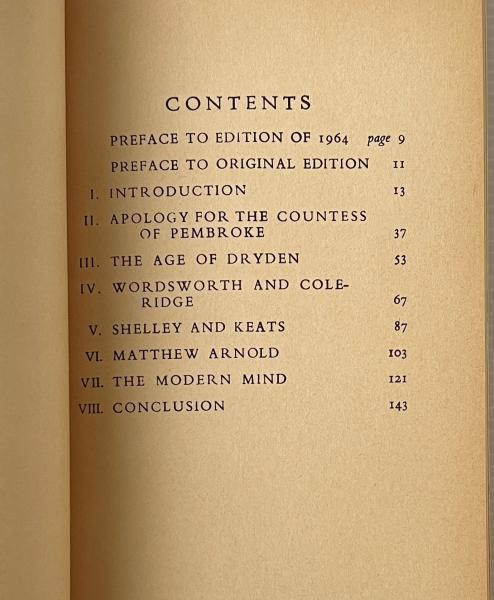 CONTENTS
PREFACE TO EDITION OF 1964 page 9
PREFACE TO ORIGINAL EDITION 11
I. INTRODUCTION 13
II. APOLOGY FOR THE COUNTESS
OF PEMBROKE 37
III. THE AGE OF DRYDEN 53
IV. WORDSWORTH AND COLE-
RIDGE 67
V. SHELLEY AND KEATS 87
VI. MATTHEW ARNOLD 103
VII. THE MODERN MIND 121
VIII. CONCLUSION 143